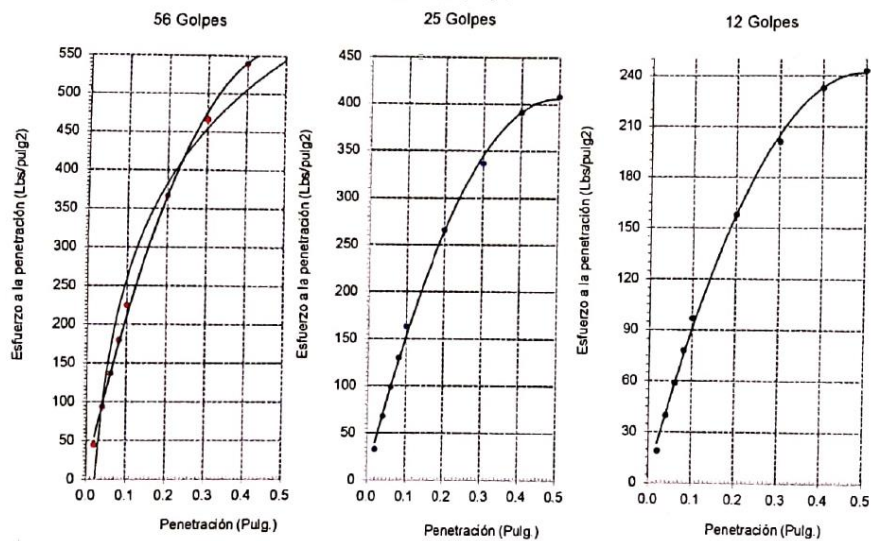 56 Golpes
Esfuerzo a la penetración (Lbs/pulg2)
550
500
450
400
350
300
250
200
150
100
50
0
0.0 0.1 0.2 0.3 0.4 0.5
Penetración (Pulg.)
25 Golpes
Esfuerzo a la penetración (Lbs/pulg2)
450
400
350
300
250
200
150
100
50
0
0.0 0.1 0.2 0.3 0.4 0.5
Penetración (Pulg.)
12 Golpes
Esfuerzo a la penetración (Lbs/pulg2)
240
210
180
150
120
90
60
30
0
0.0 0.1 0.2 0.3 0.4 0.5
Penetración (Pulg.)